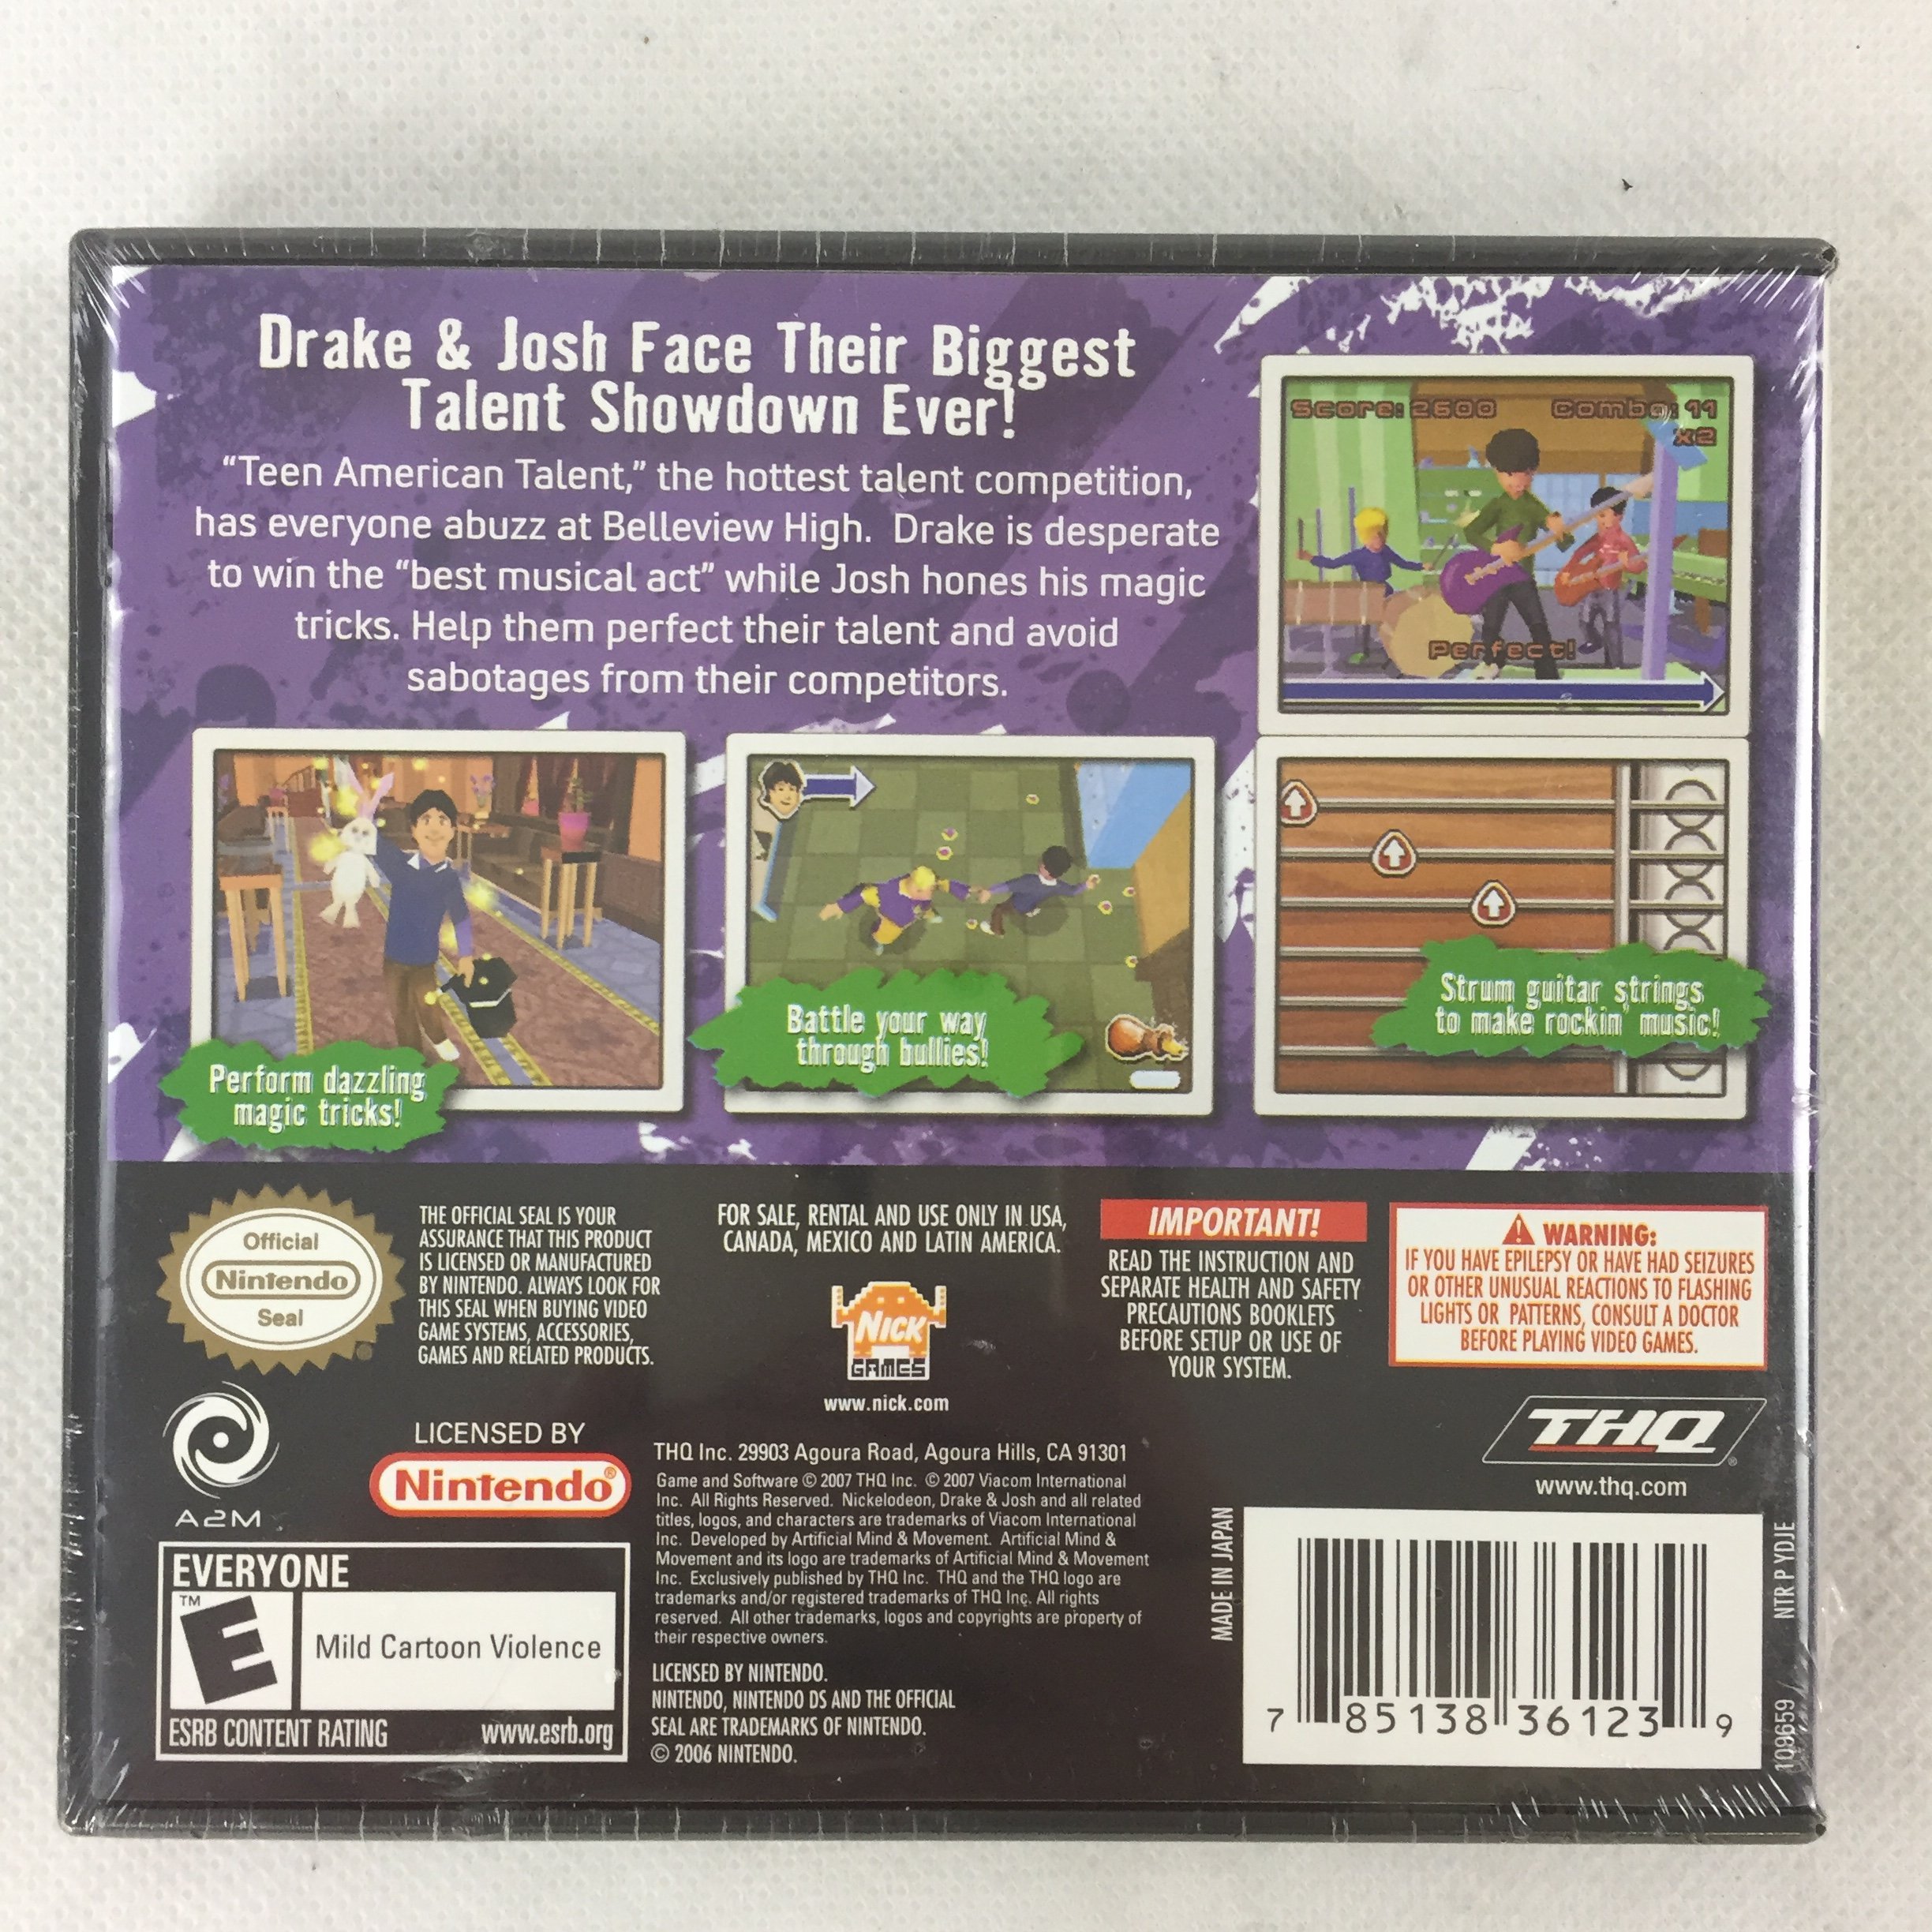 Drake & Josh Face Their Biggest
Talent Showdown Ever!
“Teen American Talent,” the hottest talent competition,
has everyone abuzz at Belleview High. Drake is desperate
to win the “best musical act” while Josh hones his magic
tricks. Help them perfect their talent and avoid
sabotages from their competitors.
Score: 2600 Combo: 11
x2
Perfect!
Perform dazzling
magic tricks!
Battle your way
through bullies!
Strum guitar strings
to make rockin' music!
Official
Nintendo
Seal
®
THE OFFICIAL SEAL IS YOUR
ASSURANCE THAT THIS PRODUCT
IS LICENSED OR MANUFACTURED
BY NINTENDO. ALWAYS LOOK FOR
THIS SEAL WHEN BUYING VIDEO
GAME SYSTEMS, ACCESSORIES,
GAMES AND RELATED PRODUCTS.
FOR SALE, RENTAL AND USE ONLY IN USA,
CANADA, MEXICO AND LATIN AMERICA.
NICK
GAMES
www.nick.com
IMPORTANT!
READ THE INSTRUCTION AND
SEPARATE HEALTH AND SAFETY
PRECAUTIONS BOOKLETS
BEFORE SETUP OR USE OF
YOUR SYSTEM.
WARNING:
IF YOU HAVE EPILEPSY OR HAVE HAD SEIZURES
OR OTHER UNUSUAL REACTIONS TO FLASHING
LIGHTS OR PATTERNS, CONSULT A DOCTOR
BEFORE PLAYING VIDEO GAMES.
A2M
LICENSED BY
Nintendo®
THQ®
www.thq.com
THQ Inc. 29903 Agoura Road, Agoura Hills, CA 91301
Game and Software © 2007 THQ Inc. © 2007 Viacom International
Inc. All Rights Reserved. Nickelodeon, Drake & Josh and all related
titles, logos, and characters are trademarks of Viacom International
Inc. Developed by Artificial Mind & Movement. Artificial Mind &
Movement and its logo are trademarks of Artificial Mind & Movement
Inc. Exclusively published by THQ Inc. THQ and the THQ logo are
trademarks and/or registered trademarks of THQ Inc. All rights
reserved. All other trademarks, logos and copyrights are property of
their respective owners.
LICENSED BY NINTENDO.
NINTENDO, NINTENDO DS AND THE OFFICIAL
SEAL ARE TRADEMARKS OF NINTENDO.
© 2006 NINTENDO.
EVERYONE
TM
E
Mild Cartoon Violence
ESRB CONTENT RATING www.esrb.org
MADE IN JAPAN
7 85138 36123 9
NTR P YDJE
109659